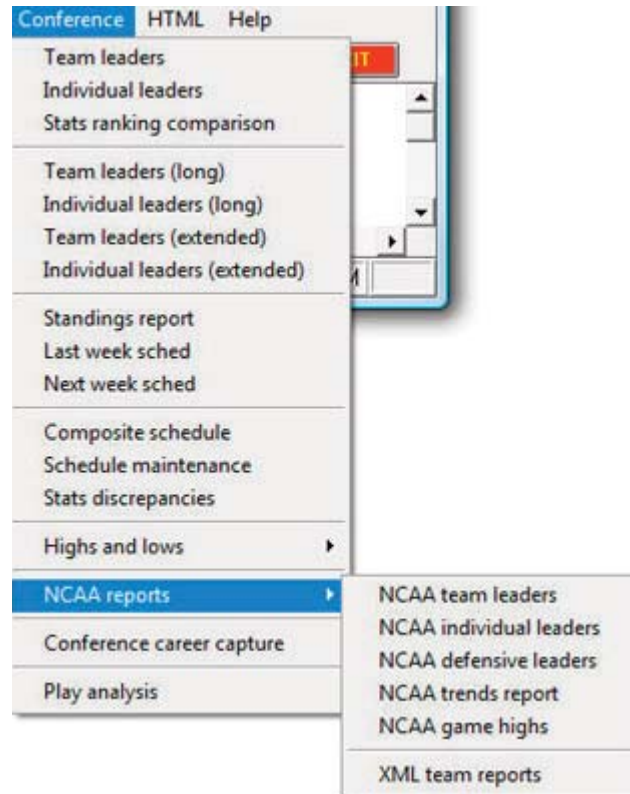 Conference HTML Help
IT
Team leaders
Individual leaders
Stats ranking comparison
Team leaders (long)
Individual leaders (long)
Team leaders (extended)
Individual leaders (extended)
Standings report
Last week sched
Next week sched
Composite schedule
Schedule maintenance
Stats discrepancies
Highs and lows
NCAA reports
Conference career capture
Play analysis
NCAA team leaders
NCAA individual leaders
NCAA defensive leaders
NCAA trends report
NCAA game highs
XML team reports